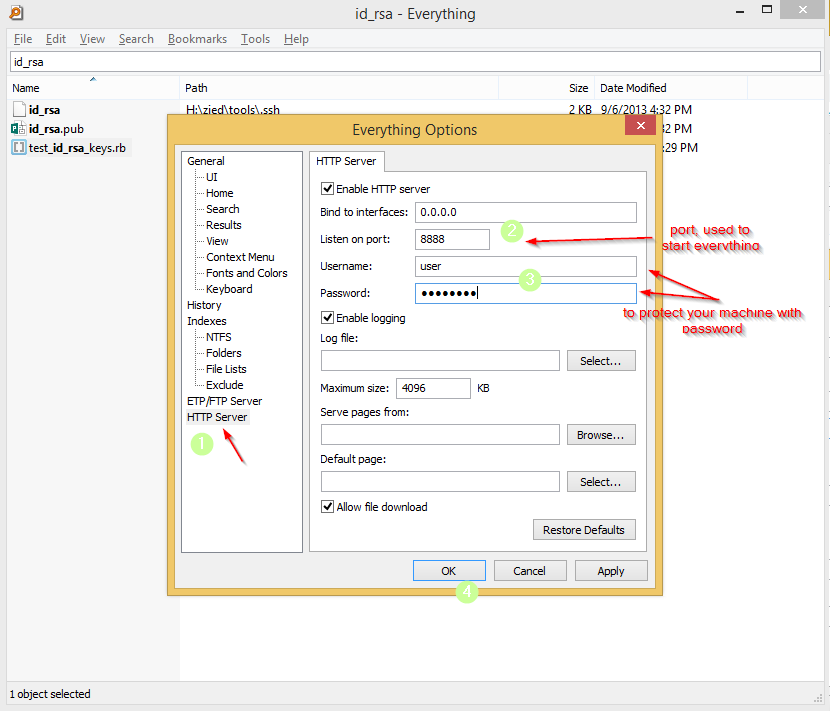 id_rsa - Everything
File Edit View Search Bookmarks Tools Help
id_rsa
Name Path Size Date Modified
id_rsa H:\zied\tools\.ssh 2 KB 9/6/2013 4:32 PM
id_rsa.pub 32 PM
test_id_rsa_keys.rb :29 PM
Everything Options
General
UI
Home
Search
Results
View
Context Menu
Fonts and Colors
Keyboard
History
Indexes
NTFS
Folders
File Lists
Exclude
ETP/FTP Server
HTTP Server
1
HTTP Server
Enable HTTP server
Bind to interfaces: 0.0.0.0
Listen on port: 8888
2
port, used to
start everything
Username: user
3
Password: ●●●●●●●●
to protect your machine with
password
Enable logging
Log file:
Select...
Maximum size: 4096 KB
Serve pages from:
Browse...
Default page:
Select...
Allow file download
Restore Defaults
OK Cancel Apply
4
1 object selected